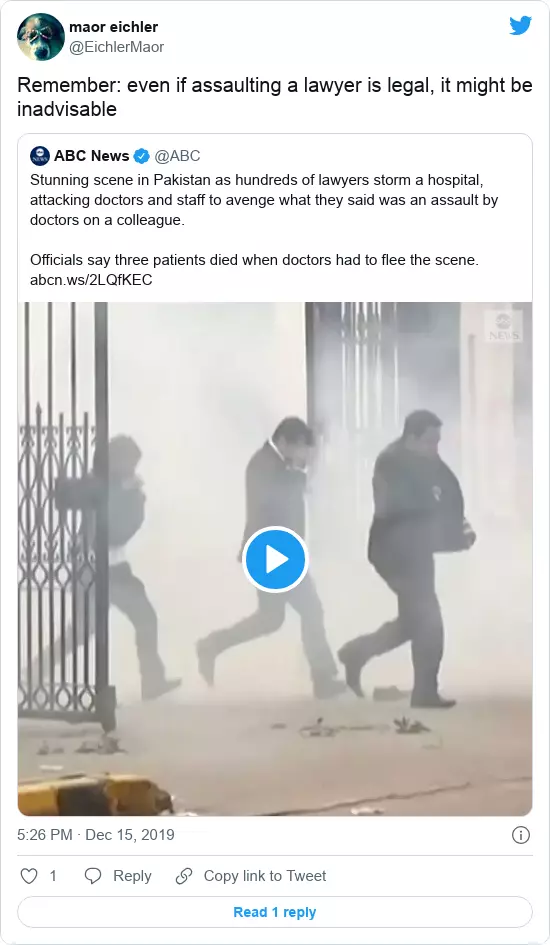 maor eichler
@EichlerMaor
Remember: even if assaulting a lawyer is legal, it might be
inadvisable
ABC News @ABC
Stunning scene in Pakistan as hundreds of lawyers storm a hospital,
attacking doctors and staff to avenge what they said was an assault by
doctors on a colleague.
Officials say three patients died when doctors had to flee the scene.
abcn.ws/2LQfKEC
abc
NEWS
5:26 PM · Dec 15, 2019
1 Reply Copy link to Tweet
Read 1 reply